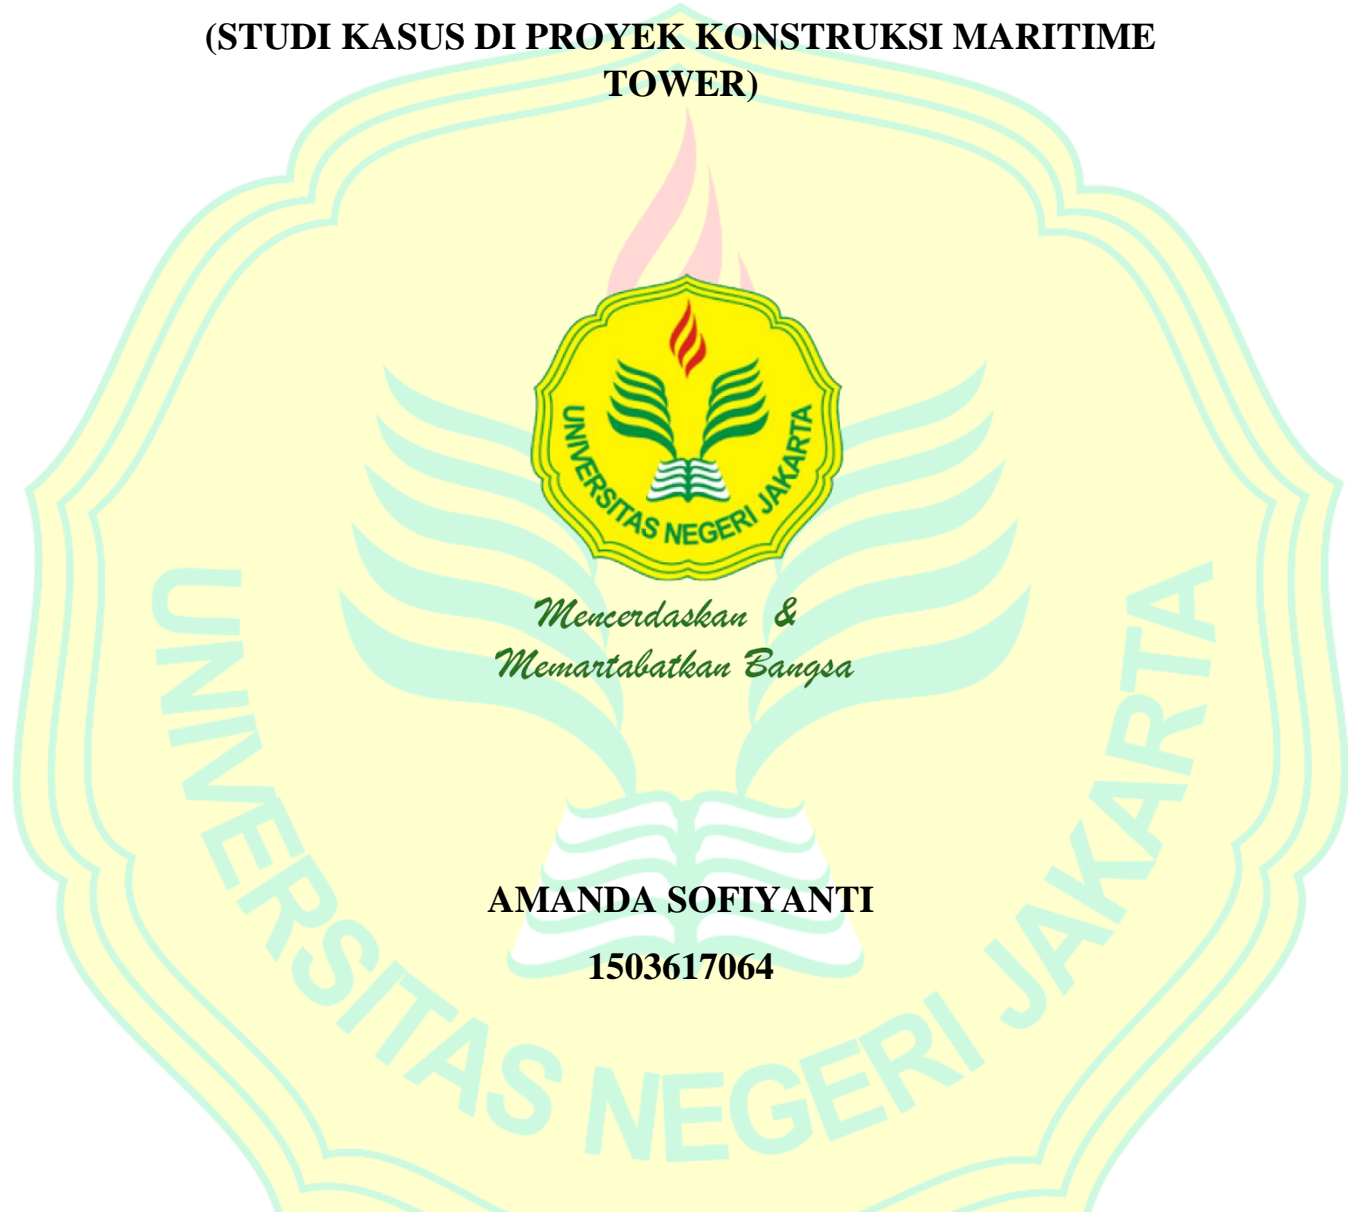 (STUDI KASUS DI PROYEK KONSTRUKSI MARITIME
TOWER)
UNIVERSITAS NEGERI JAKARTA
Mencerdaskan &
Memartabatkan Bangsa
AMANDA SOFIYANTI
1503617064
UNIVERSITAS NEGERI JAKARTA